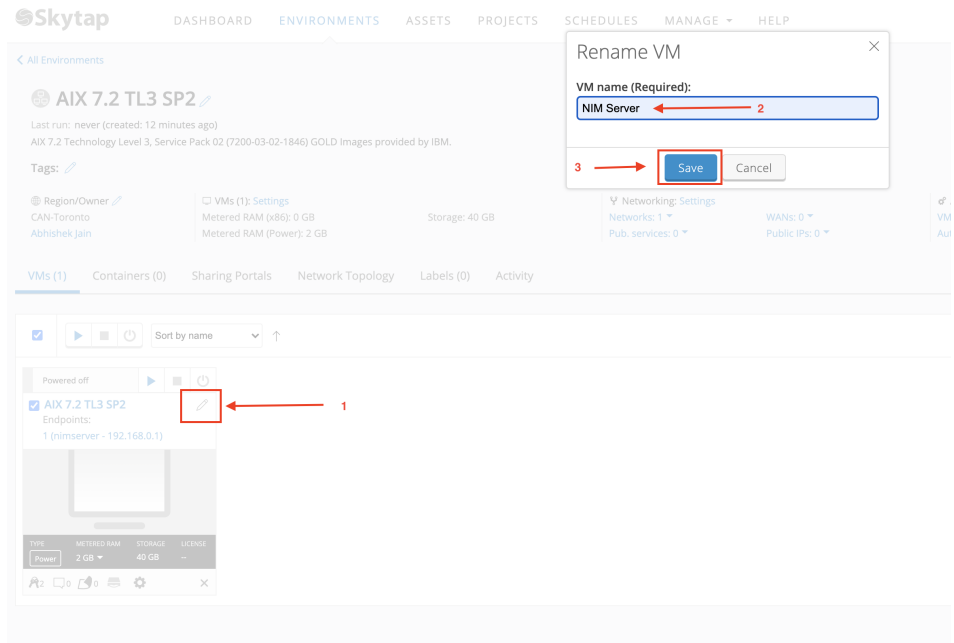 Skytap
DASHBOARD ENVIRONMENTS ASSETS PROJECTS SCHEDULES MANAGE HELP
All Environments
Rename VM
VM name (Required):
NIM Server
2
3
Save
Cancel
AIX 7.2 TL3 SP2
Last run: never (created: 12 minutes ago)
AIX 7.2 Technology Level 3, Service Pack 02 (7200-03-02-1846) GOLD Images provided by IBM.
Tags:
Region/Owner
CAN-Toronto
Abhishek Jain
VMs (1): Settings
Metered RAM (x86): 0 GB
Metered RAM (Power): 2 GB
Storage: 40 GB
Networking: Settings
Networks: 1
Pub. services: 0
WANs: 0
Public IPs: 0
VM
Au
VMs (1) Containers (0) Sharing Portals Network Topology Labels (0) Activity
Sort by name
Powered off
AIX 7.2 TL3 SP2
1
Endpoints:
1 (nimserver - 192.168.0.1)
TYPE METERED RAM STORAGE LICENSE
Power 2 GB 40 GB --
2 0 0